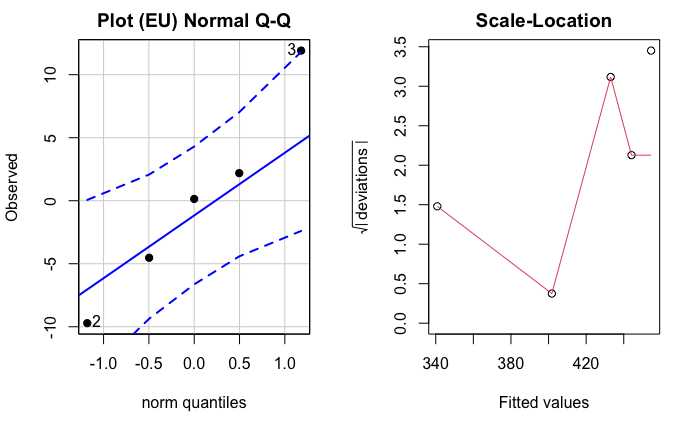 Plot (EU) Normal Q-Q
Observed
10
5
0
-5
-10
3
2
-1.0 -0.5 0.0 0.5 1.0
norm quantiles
Scale-Location
√| deviations |
3.5
3.0
2.5
2.0
1.5
1.0
0.5
0.0
340 380 420
Fitted values